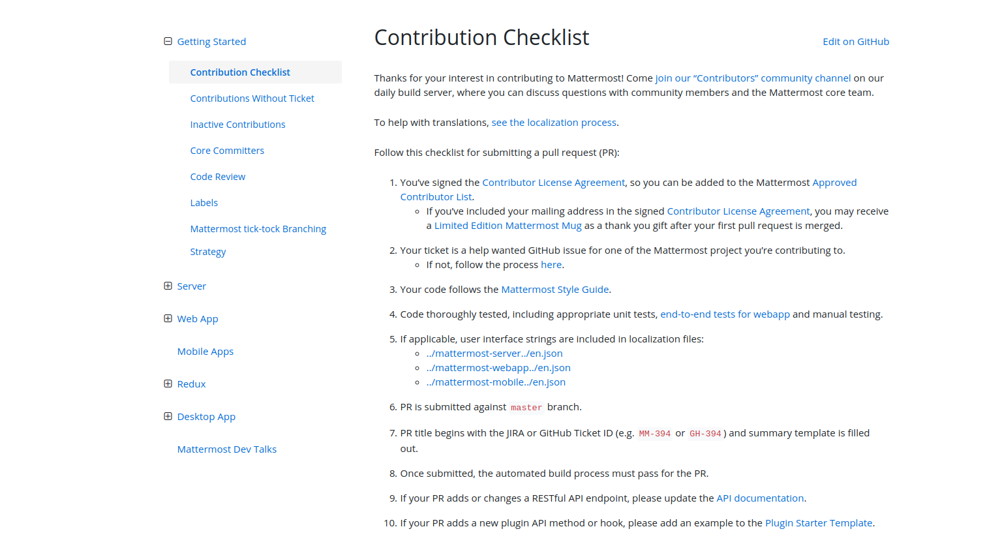 Getting Started
Contribution Checklist
Contributions Without Ticket
Inactive Contributions
Core Committers
Code Review
Labels
Mattermost tick-tock Branching
Strategy
Server
Web App
Mobile Apps
Redux
Desktop App
Mattermost Dev Talks
Contribution Checklist
Edit on GitHub
Thanks for your interest in contributing to Mattermost! Come join our “Contributors” community channel on our
daily build server, where you can discuss questions with community members and the Mattermost core team.
To help with translations, see the localization process.
Follow this checklist for submitting a pull request (PR):
1. You’ve signed the Contributor License Agreement, so you can be added to the Mattermost Approved
Contributor List.
◦ If you’ve included your mailing address in the signed Contributor License Agreement, you may receive
a Limited Edition Mattermost Mug as a thank you gift after your first pull request is merged.
2. Your ticket is a help wanted GitHub issue for one of the Mattermost project you’re contributing to.
◦ If not, follow the process here.
3. Your code follows the Mattermost Style Guide.
4. Code thoroughly tested, including appropriate unit tests, end-to-end tests for webapp and manual testing.
5. If applicable, user interface strings are included in localization files:
◦ ../mattermost-server../en.json
◦ ../mattermost-webapp../en.json
◦ ../mattermost-mobile../en.json
6. PR is submitted against master branch.
7. PR title begins with the JIRA or GitHub Ticket ID (e.g. MM-394 or GH-394) and summary template is filled
out.
8. Once submitted, the automated build process must pass for the PR.
9. If your PR adds or changes a RESTful API endpoint, please update the API documentation.
10. If your PR adds a new plugin API method or hook, please add an example to the Plugin Starter Template.